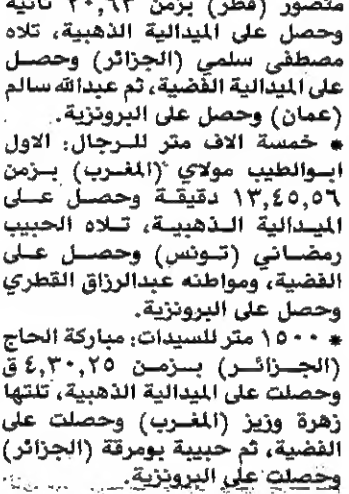 منصور (قطر) بزمن ٢٠,٦٣ ثانية
وحصل على الميدالية الذهبية، تلاه
مصطفى سلمي (الجزائر) وحصل
على الميدالية الفضية، ثم عبدالله سالم
(عمان) وحصل على البرونزية.
* خمسة الاف متر للرجال: الاول
ابوالطيب مولاي (المغرب) بزمن
١٣,٤٥,٥٦ دقيقة وحصل على
الميدالية الذهبية، تلاه الحبيب
رمضاني (تونس) وحصل على
الفضية، ومواطنه عبدالرزاق القطري
وحصل على البرونزية.
* ١٥٠٠ متر للسيدات: مباركة الحاج
(الجزائر) بزمن ٤,٣٠,٢٥ ق
وحصلت على الميدالية الذهبية، تلتها
زهرة وزيز (المغرب) وحصلت على
الفضية، ثم حبيبة بومرقة (الجزائر)
وحصلت على البرونزية.